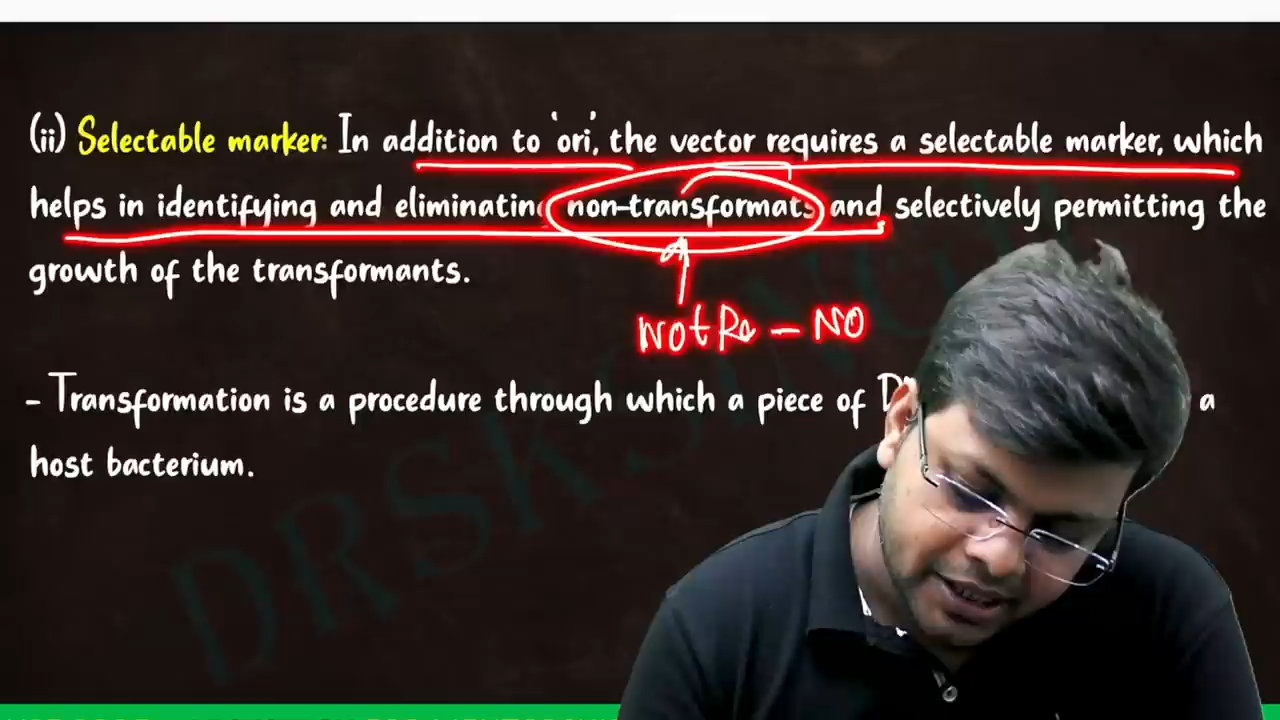 (ii) Selectable marker: In addition to 'ori', the vector requires a selectable marker, which
helps in identifying and eliminating non-transformats and selectively permitting the
growth of the transformants.
Not Re - NO
- Transformation is a procedure through which a piece of a
host bacterium.